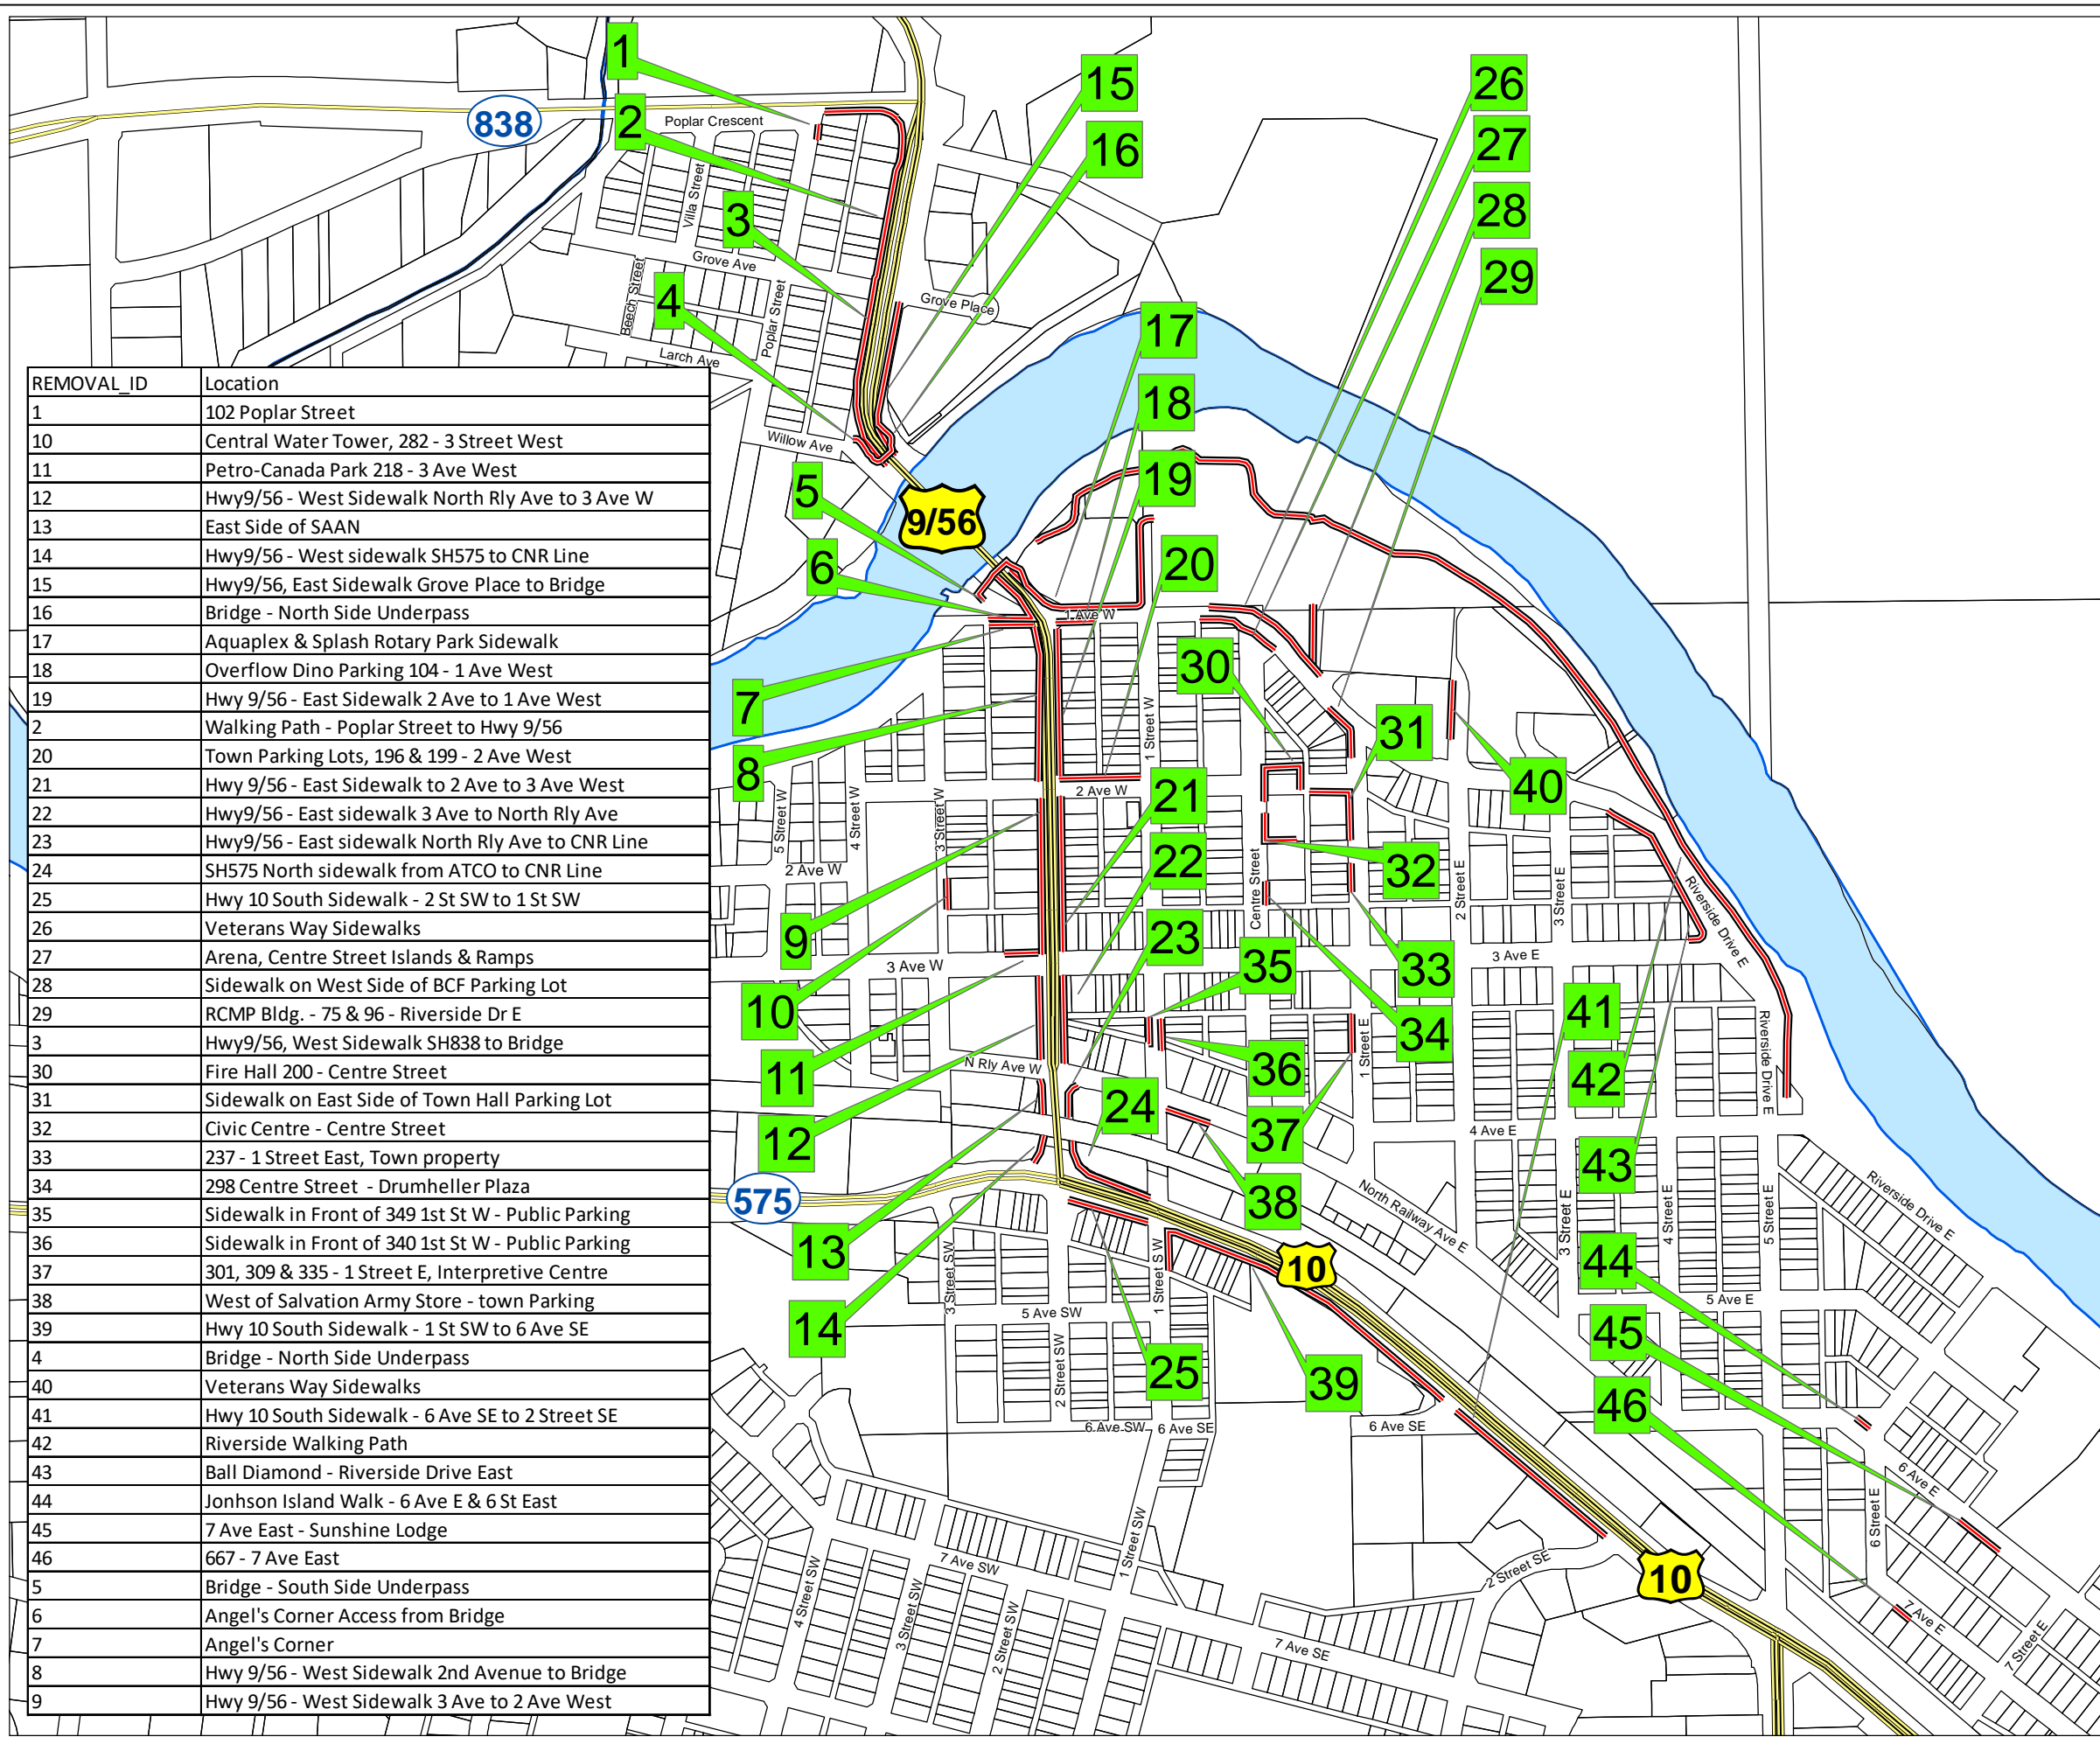 1
15
26
838
Poplar Crescent
2
16
27
Villa Street
3
28
Grove Ave
29
Beech Street
4
Poplar Street
Grove Place
17
Larch Ave
REMOVAL_ID Location
1 102 Poplar Street
10 Central Water Tower, 282 - 3 Street West
11 Petro-Canada Park 218 - 3 Ave West
12 Hwy9/56 - West Sidewalk North Rly Ave to 3 Ave W
13 East Side of SAAN
14 Hwy9/56 - West sidewalk SH575 to CNR Line
15 Hwy9/56, East Sidewalk Grove Place to Bridge
16 Bridge - North Side Underpass
17 Aquaplex & Splash Rotary Park Sidewalk
18 Overflow Dino Parking 104 - 1 Ave West
19 Hwy 9/56 - East Sidewalk 2 Ave to 1 Ave West
2 Walking Path - Poplar Street to Hwy 9/56
20 Town Parking Lots, 196 & 199 - 2 Ave West
21 Hwy 9/56 - East Sidewalk to 2 Ave to 3 Ave West
22 Hwy9/56 - East sidewalk 3 Ave to North Rly Ave
23 Hwy9/56 - East sidewalk North Rly Ave to CNR Line
24 SH575 North sidewalk from ATCO to CNR Line
25 Hwy 10 South Sidewalk - 2 St SW to 1 St SW
26 Veterans Way Sidewalks
27 Arena, Centre Street Islands & Ramps
28 Sidewalk on West Side of BCF Parking Lot
29 RCMP Bldg. - 75 & 96 - Riverside Dr E
3 Hwy9/56, West Sidewalk SH838 to Bridge
30 Fire Hall 200 - Centre Street
31 Sidewalk on East Side of Town Hall Parking Lot
32 Civic Centre - Centre Street
33 237 - 1 Street East, Town property
34 298 Centre Street - Drumheller Plaza
35 Sidewalk in Front of 349 1st St W - Public Parking
36 Sidewalk in Front of 340 1st St W - Public Parking
37 301, 309 & 335 - 1 Street E, Interpretive Centre
38 West of Salvation Army Store - town Parking
39 Hwy 10 South Sidewalk - 1 St SW to 6 Ave SE
4 Bridge - North Side Underpass
40 Veterans Way Sidewalks
41 Hwy 10 South Sidewalk - 6 Ave SE to 2 Street SE
42 Riverside Walking Path
43 Ball Diamond - Riverside Drive East
44 Jonhson Island Walk - 6 Ave E & 6 St East
45 7 Ave East - Sunshine Lodge
46 667 - 7 Ave East
5 Bridge - South Side Underpass
6 Angel's Corner Access from Bridge
7 Angel's Corner
8 Hwy 9/56 - West Sidewalk 2nd Avenue to Bridge
9 Hwy 9/56 - West Sidewalk 3 Ave to 2 Ave West
18
Willow Ave
19
5
9/56
6
20
1 Ave W
30
7
1 Street W
31
8
40
2 Ave W
21
5 Street W
4 Street W
3 Street W
22
2 Ave W
32
Centre Street
2 Street E
3 Street E
Riverside Drive E
9
23
3 Ave W
35
33
3 Ave E
10
41
34
1 Street E
Riverside Drive E
11
N Rly Ave W
36
42
24
37
4 Ave E
12
43
575
38
North Railway Ave E
3 Street E
4 Street E
5 Street E
Riverside Drive E
13
3 Street SW
1 Street SW
10
44
5 Ave SW
5 Ave E
14
2 Street SW
45
25
39
46
6 Ave SW
6 Ave SE
6 Ave SE
6 Ave E
6 Street E
1 Street SW
7 Ave SW
2 Street SE
10
4 Street SW
3 Street SW
2 Street SW
7 Ave SE
7 Ave E
7 Street E